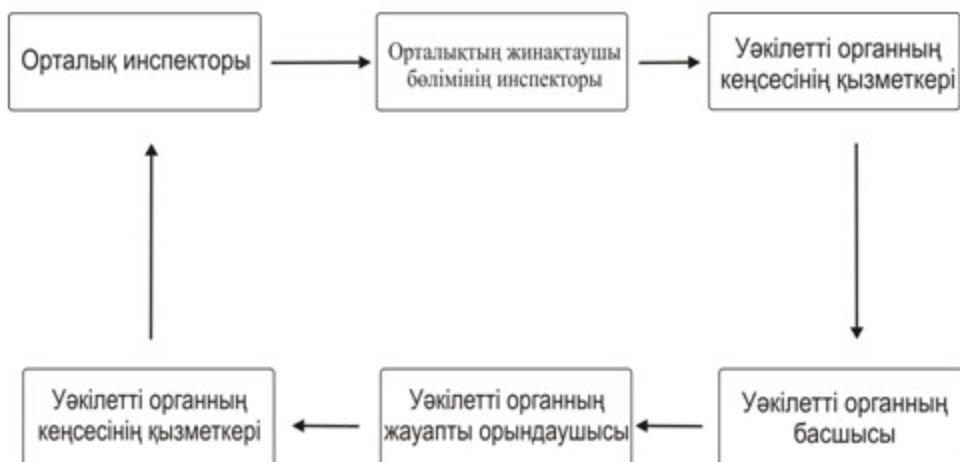 Орталық инспекторы
Орталықтың жинақтаушы
бөлімінің инспекторы
Уәкілетті органның
кеңсесінің қызметкері
Уәкілетті органның
кеңсесінің қызметкері
Уәкілетті органның
жауапты орындаушысы
Уәкілетті органның
басшысы